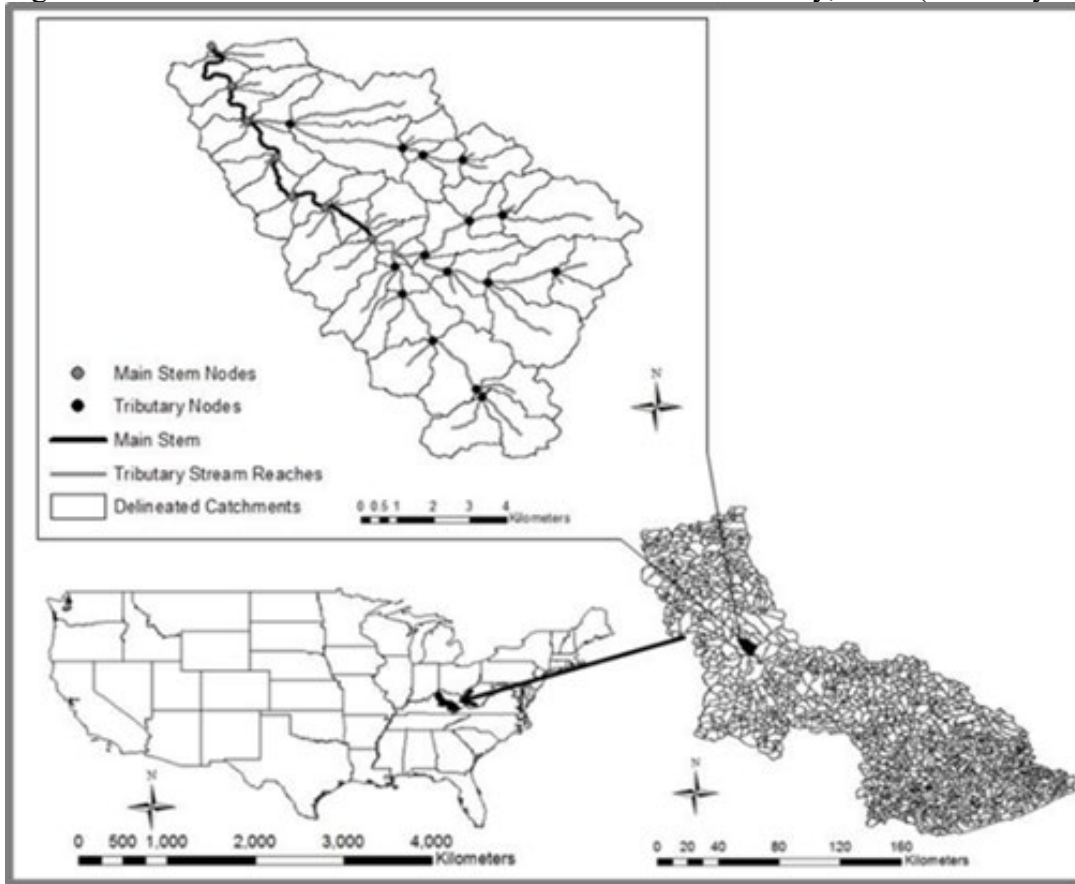 Main Stem Nodes
Tributary Nodes
Main Stem
Tributary Stream Reaches
Delineated Catchments
N
0 0.5 1 2 3 4
Kilometers
N
0 500 1,000 2,000 3,000 4,000
Kilometers
N
0 20 40 80 120 160
Kilometers